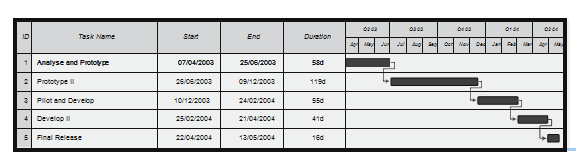 ID Task Name Start End Duration Q2 03 Q3 03 Q4 03 Q1 04 Q2 04
Apr May Jun Jul Aug Sep Oct Nov Dec Jan Feb Mar Apr May
1 Analyse and Prototype 07/04/2003 25/06/2003 58d
2 Prototype II 26/06/2003 09/12/2003 119d
3 Pilot and Develop 10/12/2003 24/02/2004 55d
4 Develop II 25/02/2004 21/04/2004 41d
5 Final Release 22/04/2004 13/05/2004 16d